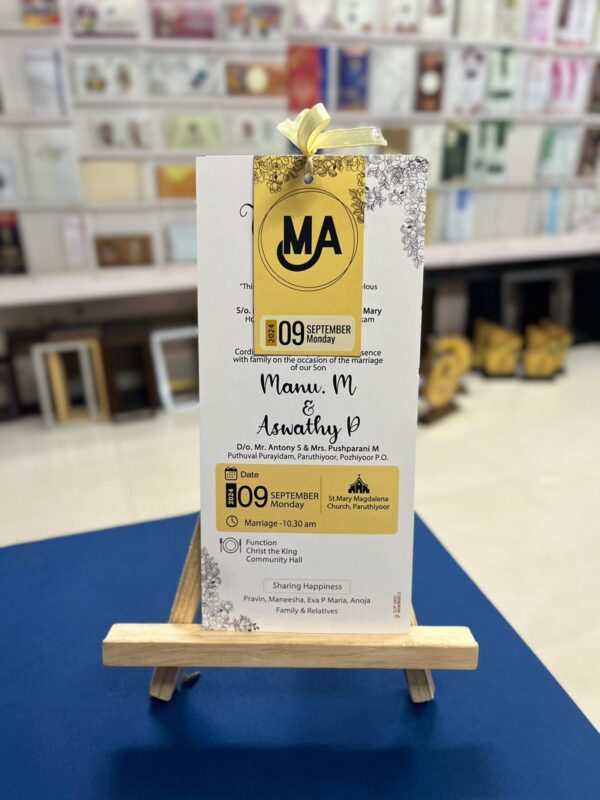 MA
2024 09 SEPTEMBER
Monday
"This
S/o.
Mary
with family on the occasion of the marriage
of our Son
Manu. M
&
Aswathy P
D/o. Mr. Antony S & Mrs. Pushparani M
Puthuval Purayidam, Paruthiyoor, Pozhiyoor P.O.
Date
2024 09 SEPTEMBER
Monday
Marriage -10.30 am
St.Mary Magdalena
Church, Paruthiyoor
Function
Christ the King
Community Hall
Sharing Happiness
Pravin, Maneesha, Eva P Maria, Anoja
Family & Relatives